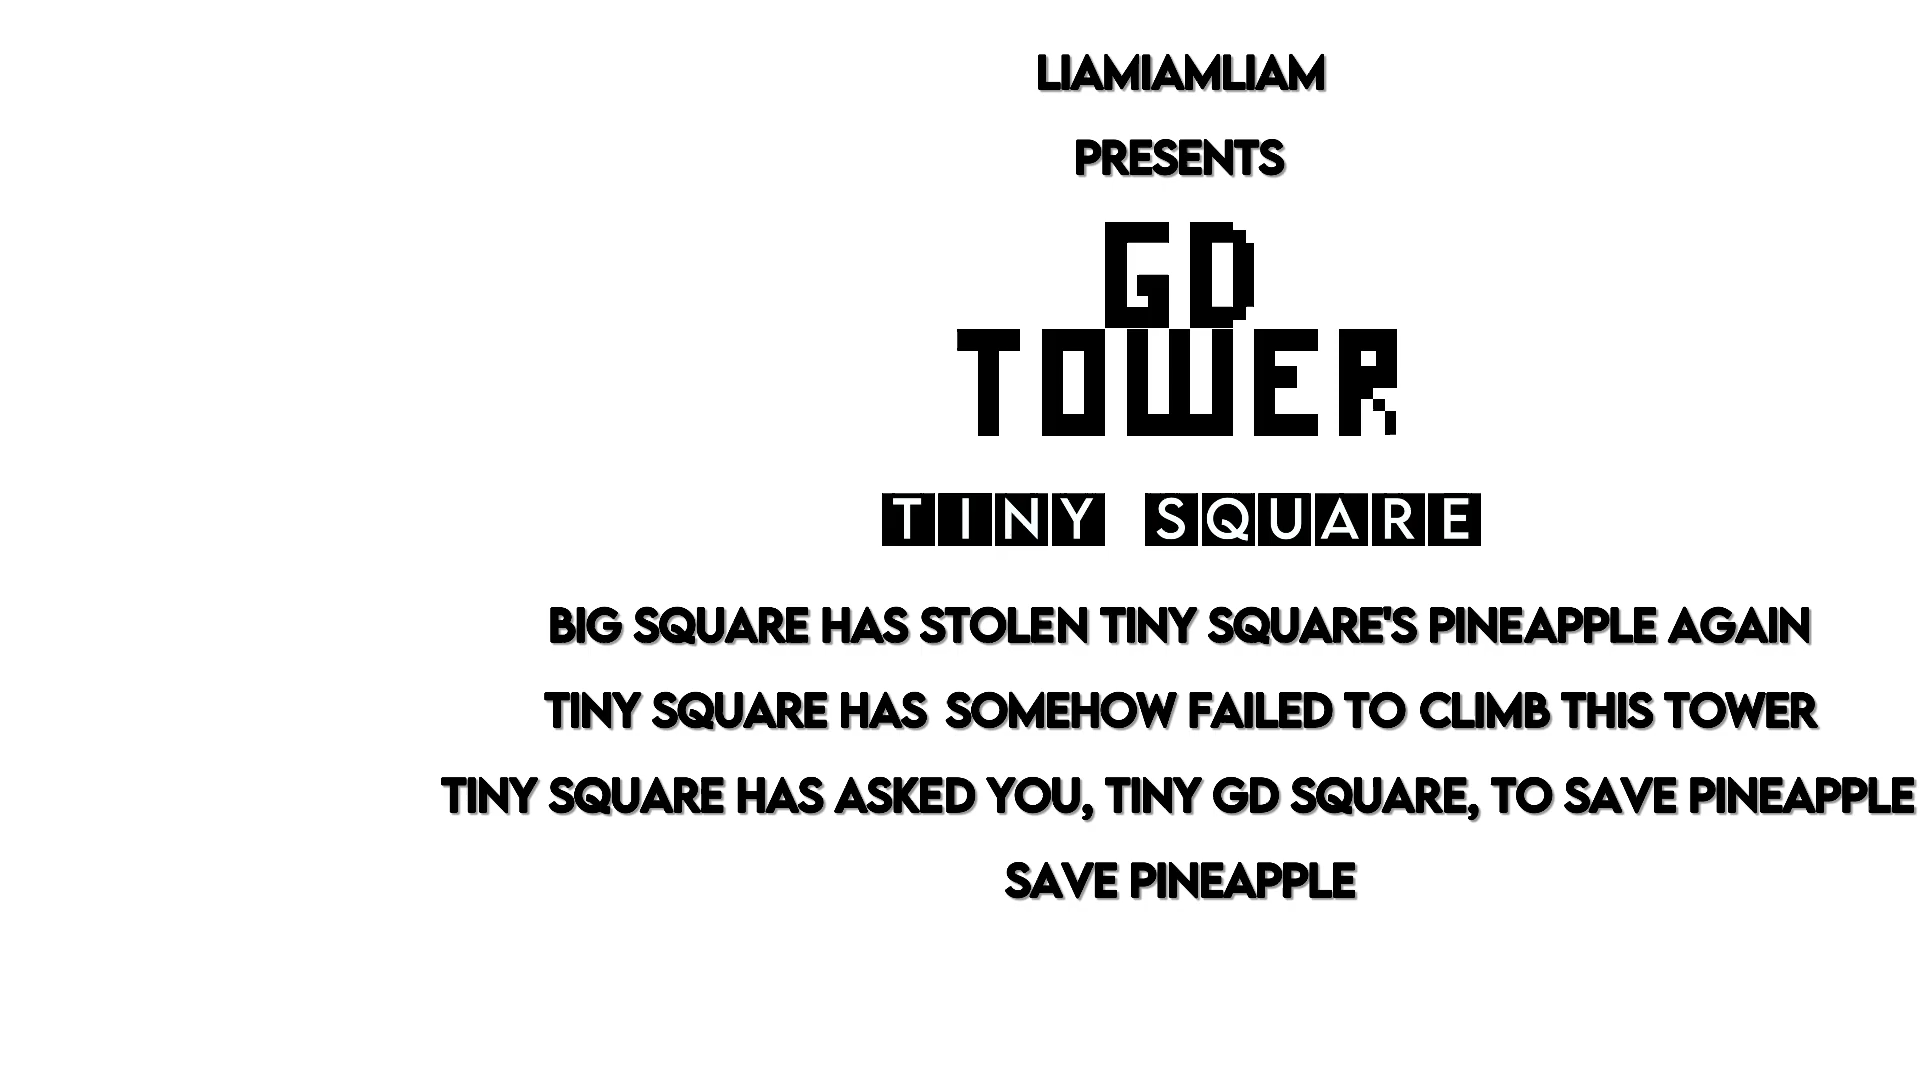 LIAMIAMLIAM
PRESENTS
GD
TOWER
TINY SQUARE
BIG SQUARE HAS STOLEN TINY SQUARE'S PINEAPPLE AGAIN
TINY SQUARE HAS SOMEHOW FAILED TO CLIMB THIS TOWER
TINY SQUARE HAS ASKED YOU, TINY GD SQUARE, TO SAVE PINEAPPLE
SAVE PINEAPPLE